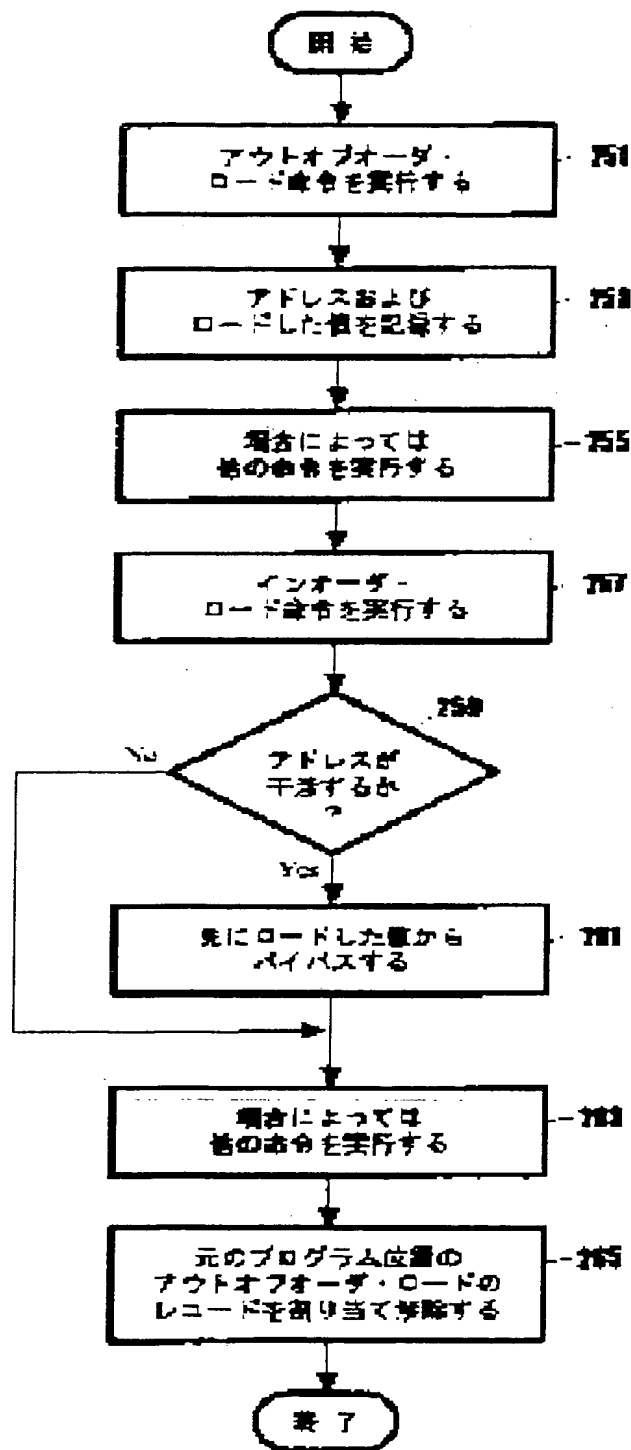 開 始
アウトオブオーダ・
ロード命令を実行する
251
アドレスおよび
ロードした値を記録する
253
場合によっては
他の命令を実行する
255
インオーダ・
ロード命令を実行する
257
259
アドレスが
干渉するか
?
No
Yes
先にロードした値から
バイパスする
261
場合によっては
他の命令を実行する
263
元のプログラム位置の
アウトオブオーダ・ロードの
レコードを割り当て解除する
265
終 了